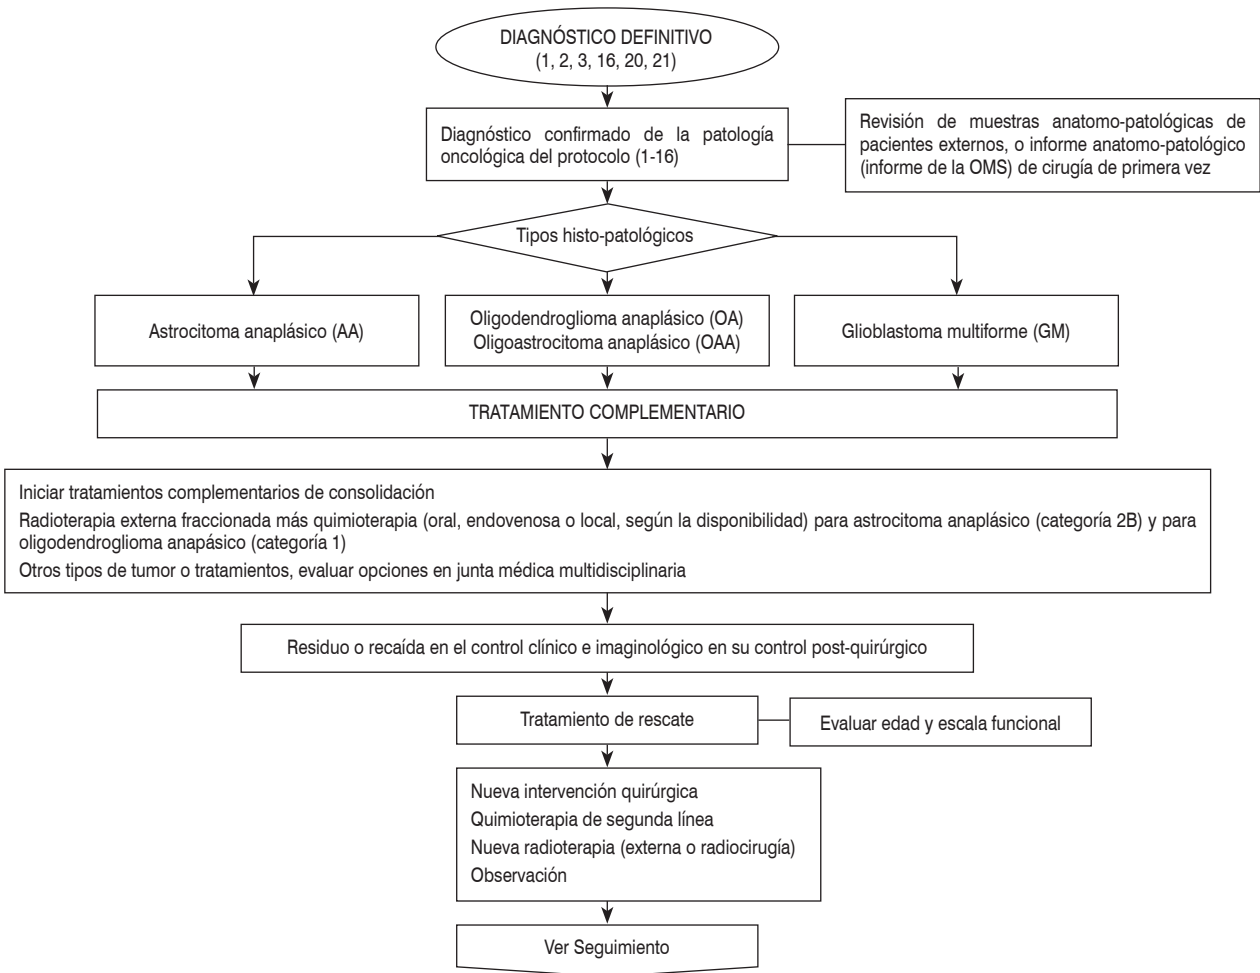 DIAGNÓSTICO DEFINITIVO
(1, 2, 3, 16, 20, 21)
Diagnóstico confirmado de la patología
oncológica del protocolo (1-16)
Revisión de muestras anatomo-patológicas de
pacientes externos, o informe anatomo-patológico
(informe de la OMS) de cirugía de primera vez
Tipos histo-patológicos
Astrocitoma anaplásico (AA)
Oligodendroglioma anaplásico (OA)
Oligoastrocitoma anaplásico (OAA)
Glioblastoma multiforme (GM)
TRATAMIENTO COMPLEMENTARIO
Iniciar tratamientos complementarios de consolidación
Radioterapia externa fraccionada más quimioterapia (oral, endovenosa o local, según la disponibilidad) para astrocitoma anaplásico (categoría 2B) y para
oligodendroglioma anapásico (categoría 1)
Otros tipos de tumor o tratamientos, evaluar opciones en junta médica multidisciplinaria
Residuo o recaída en el control clínico e imaginológico en su control post-quirúrgico
Tratamiento de rescate
Evaluar edad y escala funcional
Nueva intervención quirúrgica
Quimioterapia de segunda línea
Nueva radioterapia (externa o radiocirugía)
Observación
Ver Seguimiento